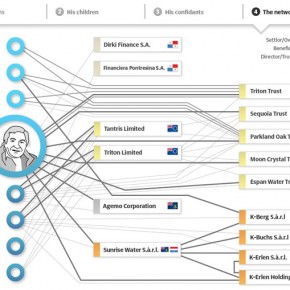 2 His children
3 His confidants
4 The netwo
Settlor/Ow
Benefi
Director/Tru
Dirki Finance S.A.
Financiera Pontresina S.A.
Tantris Limited
Triton Limited
Agemo Corporation
Sunrise Water S.à.r.l.
Triton Trust
Sequoia Trust
Parkland Oak T
Moon Crystal T
Espan Water T
K-Berg S.à.r.l
K-Buchs S.à.r.l.
K-Erlen S.à.r.l.
K-Erlen Holding